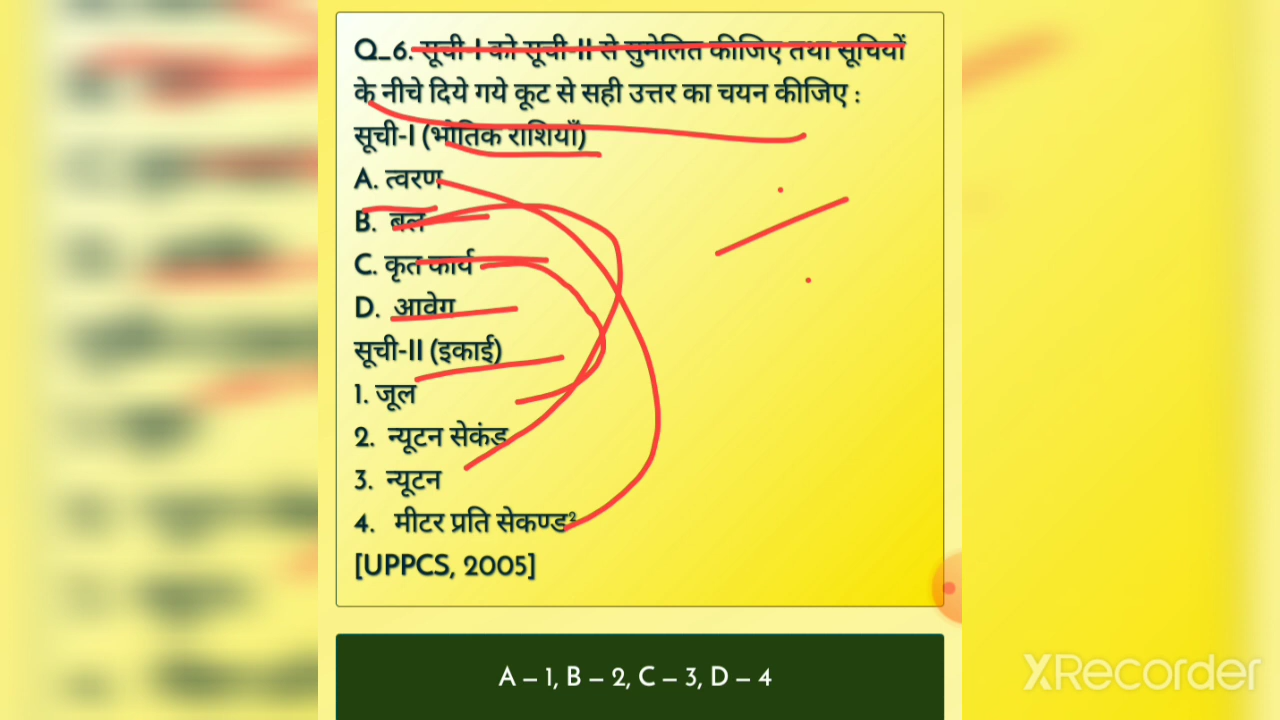 Q_6. सूची-I को सूची-II से सुमेलित कीजिए तथा सूचियों
के नीचे दिये गये कूट से सही उत्तर का चयन कीजिए :
सूची-I (भौतिक राशियाँ)
A. त्वरण
B. बल
C. कृत कार्य
D. आवेग
सूची-II (इकाई)
1. जूल
2. न्यूटन सेकंड
3. न्यूटन
4. मीटर प्रति सेकण्ड²
[UPPCS, 2005]
A – 1, B – 2, C – 3, D – 4
XRecorder